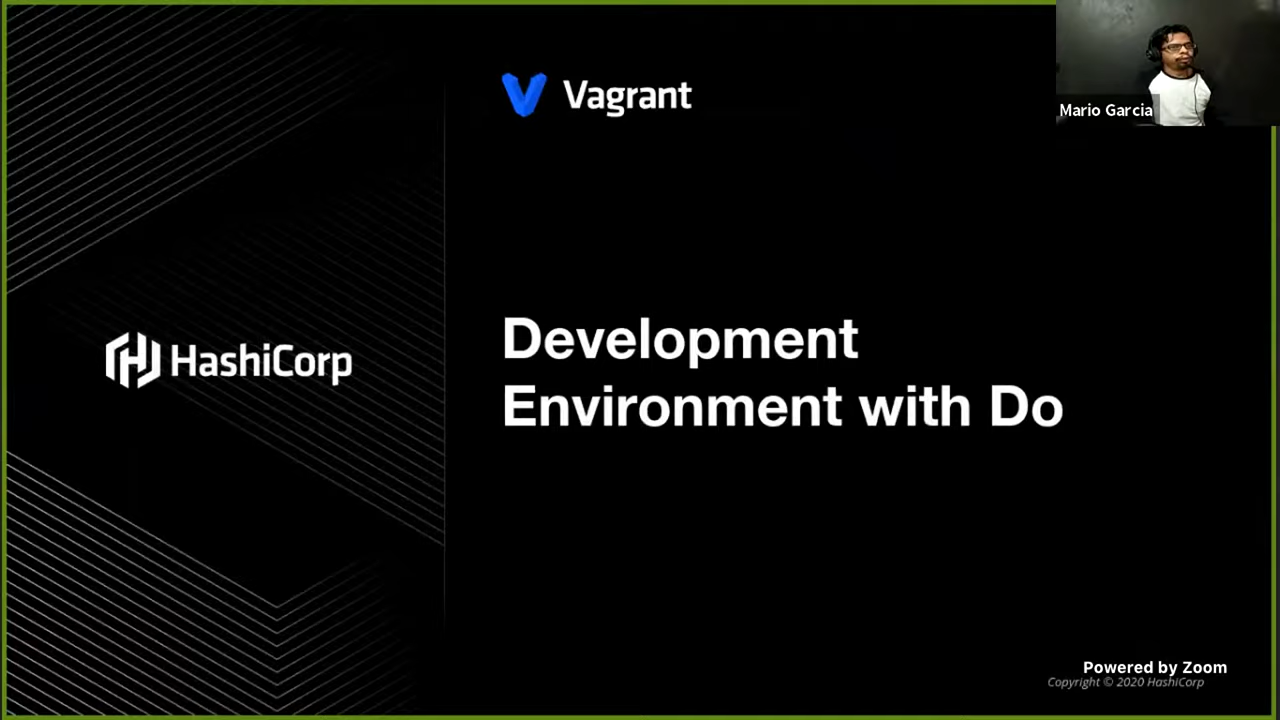 Vagrant
Mario Garcia
HashiCorp
Development
Environment with Do
Powered by Zoom
Copyright © 2020 HashiCorp